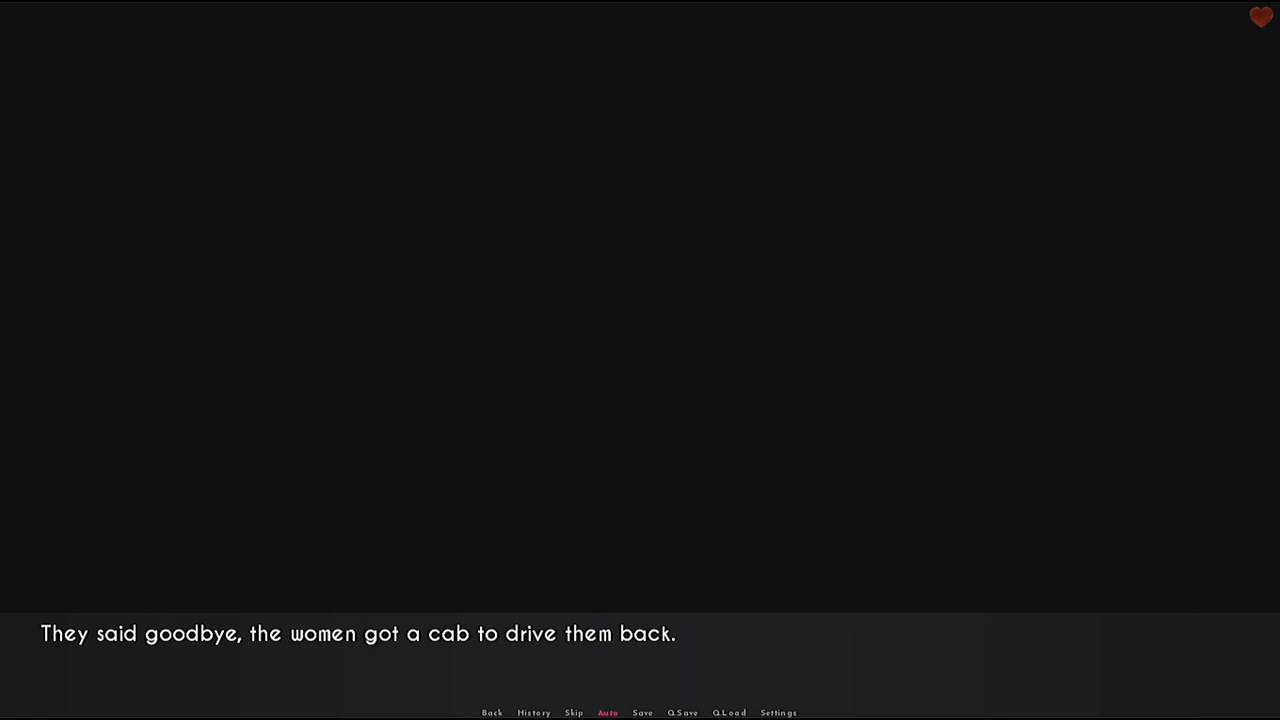 They said goodbye, the women got a cab to drive them back.
Back History Skip Auto Save Q.Save Q.Load Settings